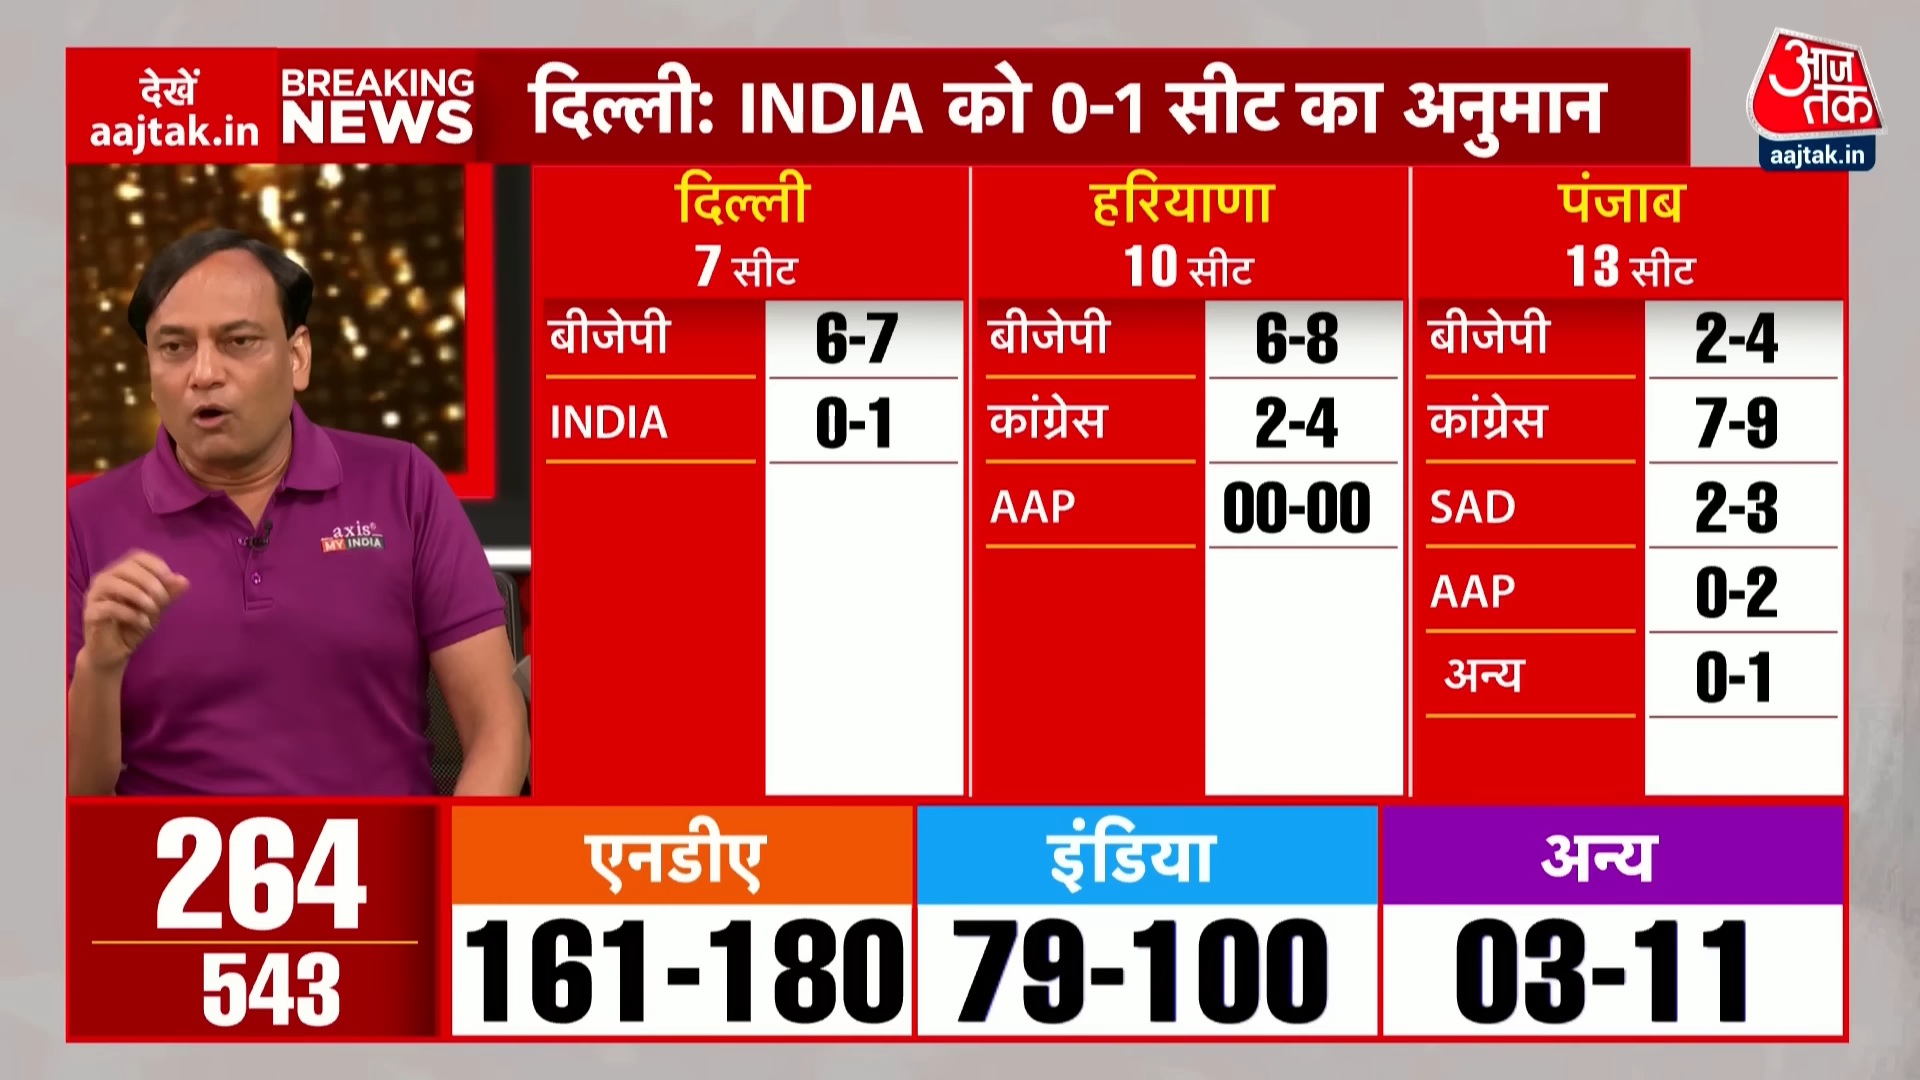 देखें
aajtak.in
BREAKING
NEWS
दिल्ली: INDIA को 0-1 सीट का अनुमान
आज
तक
aajtak.in
दिल्ली
7 सीट
बीजेपी 6-7
INDIA 0-1
हरियाणा
10 सीट
बीजेपी 6-8
कांग्रेस 2-4
AAP 00-00
पंजाब
13 सीट
बीजेपी 2-4
कांग्रेस 7-9
SAD 2-3
AAP 0-2
अन्य 0-1
axis
MY INDIA
264
543
एनडीए
161-180
इंडिया
79-100
अन्य
03-11